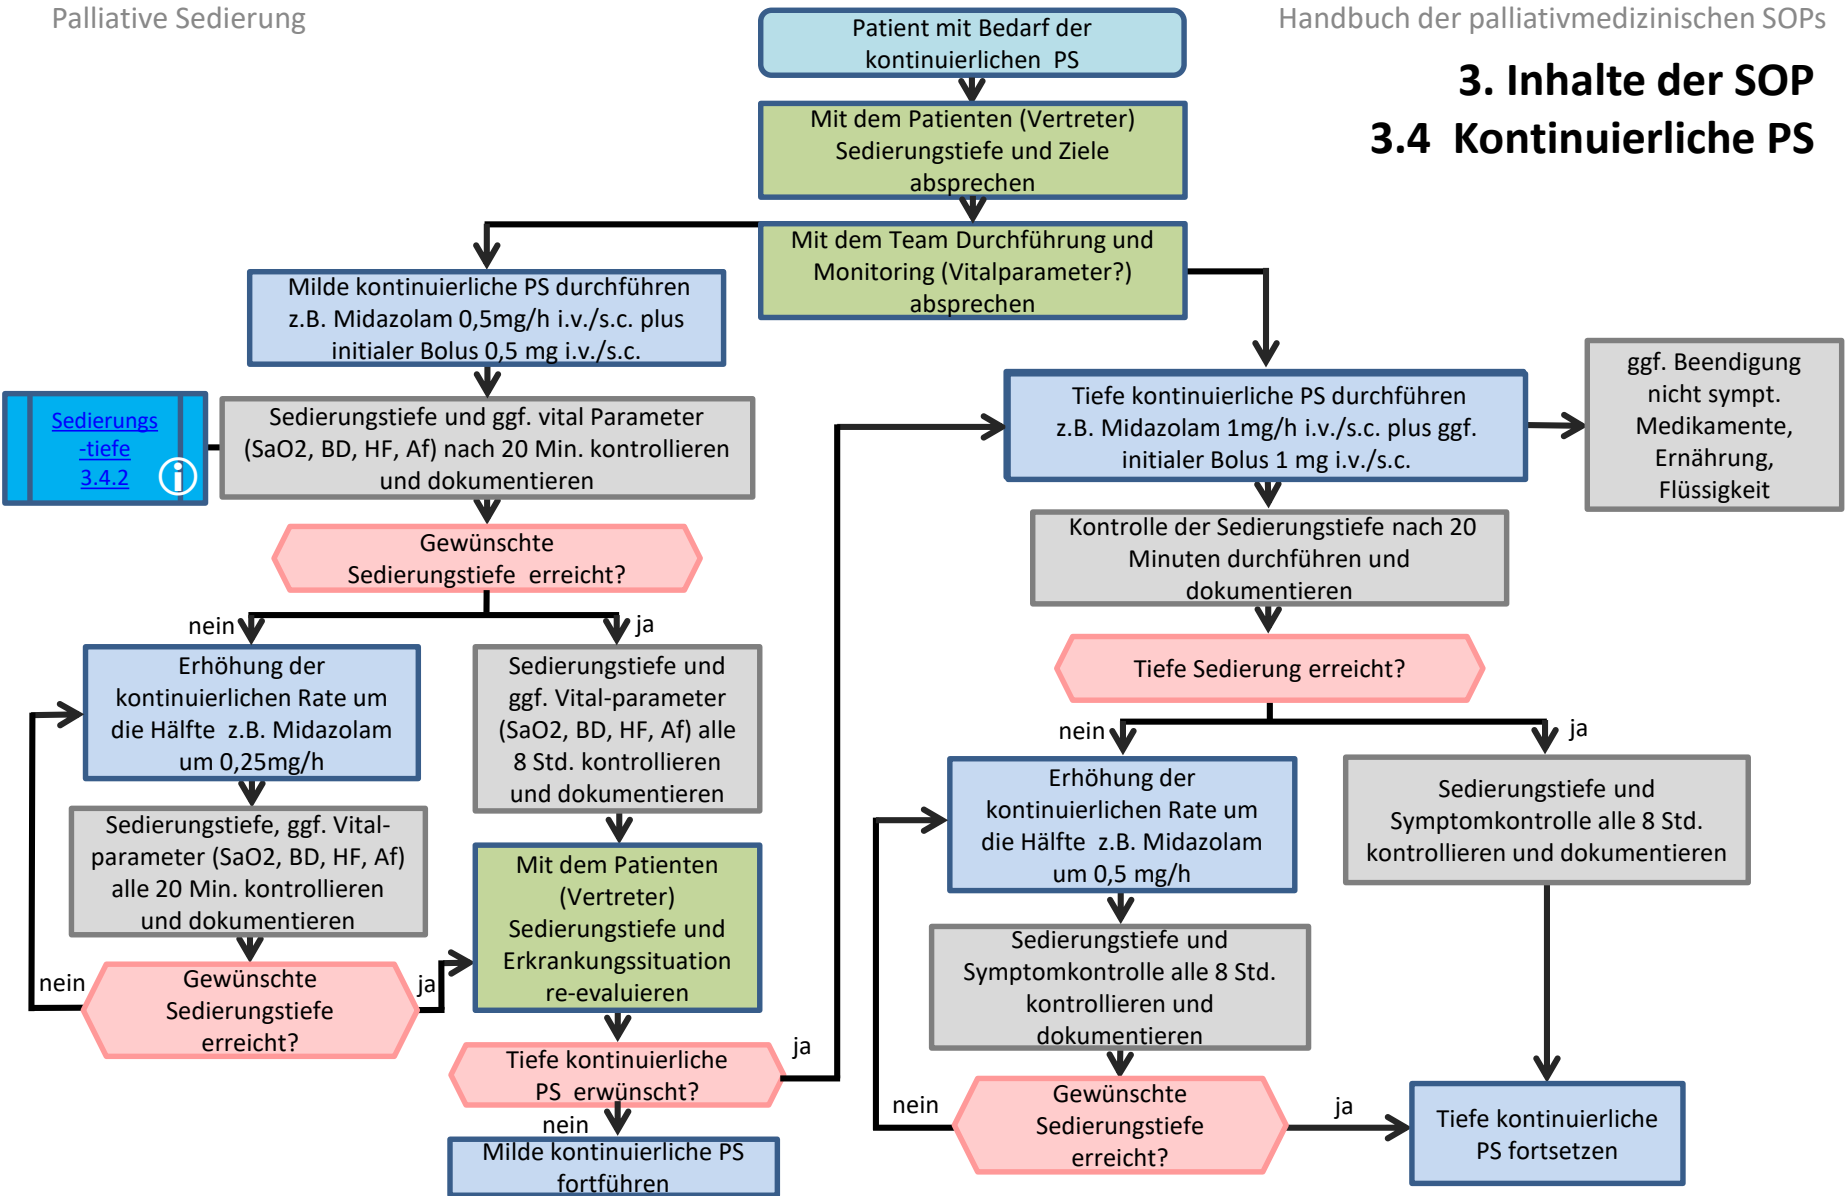 Palliative Sedierung
Handbuch der palliativmedizinischen SOPs
3. Inhalte der SOP
3.4 Kontinuierliche PS
Patient mit Bedarf der
kontinuierlichen PS
Mit dem Patienten (Vertreter)
Sedierungstiefe und Ziele
absprechen
Mit dem Team Durchführung und
Monitoring (Vitalparameter?)
absprechen
Milde kontinuierliche PS durchführen
z.B. Midazolam 0,5mg/h i.v./s.c. plus
initialer Bolus 0,5 mg i.v./s.c.
Sedierungs
-tiefe
3.4.2
i
Sedierungstiefe und ggf. vital Parameter
(SaO2, BD, HF, Af) nach 20 Min. kontrollieren
und dokumentieren
Gewünschte
Sedierungstiefe erreicht?
nein
ja
Erhöhung der
kontinuierlichen Rate um
die Hälfte z.B. Midazolam
um 0,25mg/h
Sedierungstiefe, ggf. Vital-
parameter (SaO2, BD, HF, Af)
alle 20 Min. kontrollieren
und dokumentieren
nein
Gewünschte
Sedierungstiefe
erreicht?
ja
Sedierungstiefe und
ggf. Vital-parameter
(SaO2, BD, HF, Af) alle
8 Std. kontrollieren
und dokumentieren
Mit dem Patienten
(Vertreter)
Sedierungstiefe und
Erkrankungssituation
re-evaluieren
Tiefe kontinuierliche
PS erwünscht?
ja
nein
Milde kontinuierliche PS
fortführen
Tiefe kontinuierliche PS durchführen
z.B. Midazolam 1mg/h i.v./s.c. plus ggf.
initialer Bolus 1 mg i.v./s.c.
ggf. Beendigung
nicht sympt.
Medikamente,
Ernährung,
Flüssigkeit
Kontrolle der Sedierungstiefe nach 20
Minuten durchführen und
dokumentieren
Tiefe Sedierung erreicht?
nein
ja
Erhöhung der
kontinuierlichen Rate um
die Hälfte z.B. Midazolam
um 0,5 mg/h
Sedierungstiefe und
Symptomkontrolle alle 8 Std.
kontrollieren und
dokumentieren
nein
Gewünschte
Sedierungstiefe
erreicht?
ja
Sedierungstiefe und
Symptomkontrolle alle 8 Std.
kontrollieren und dokumentieren
Tiefe kontinuierliche
PS fortsetzen